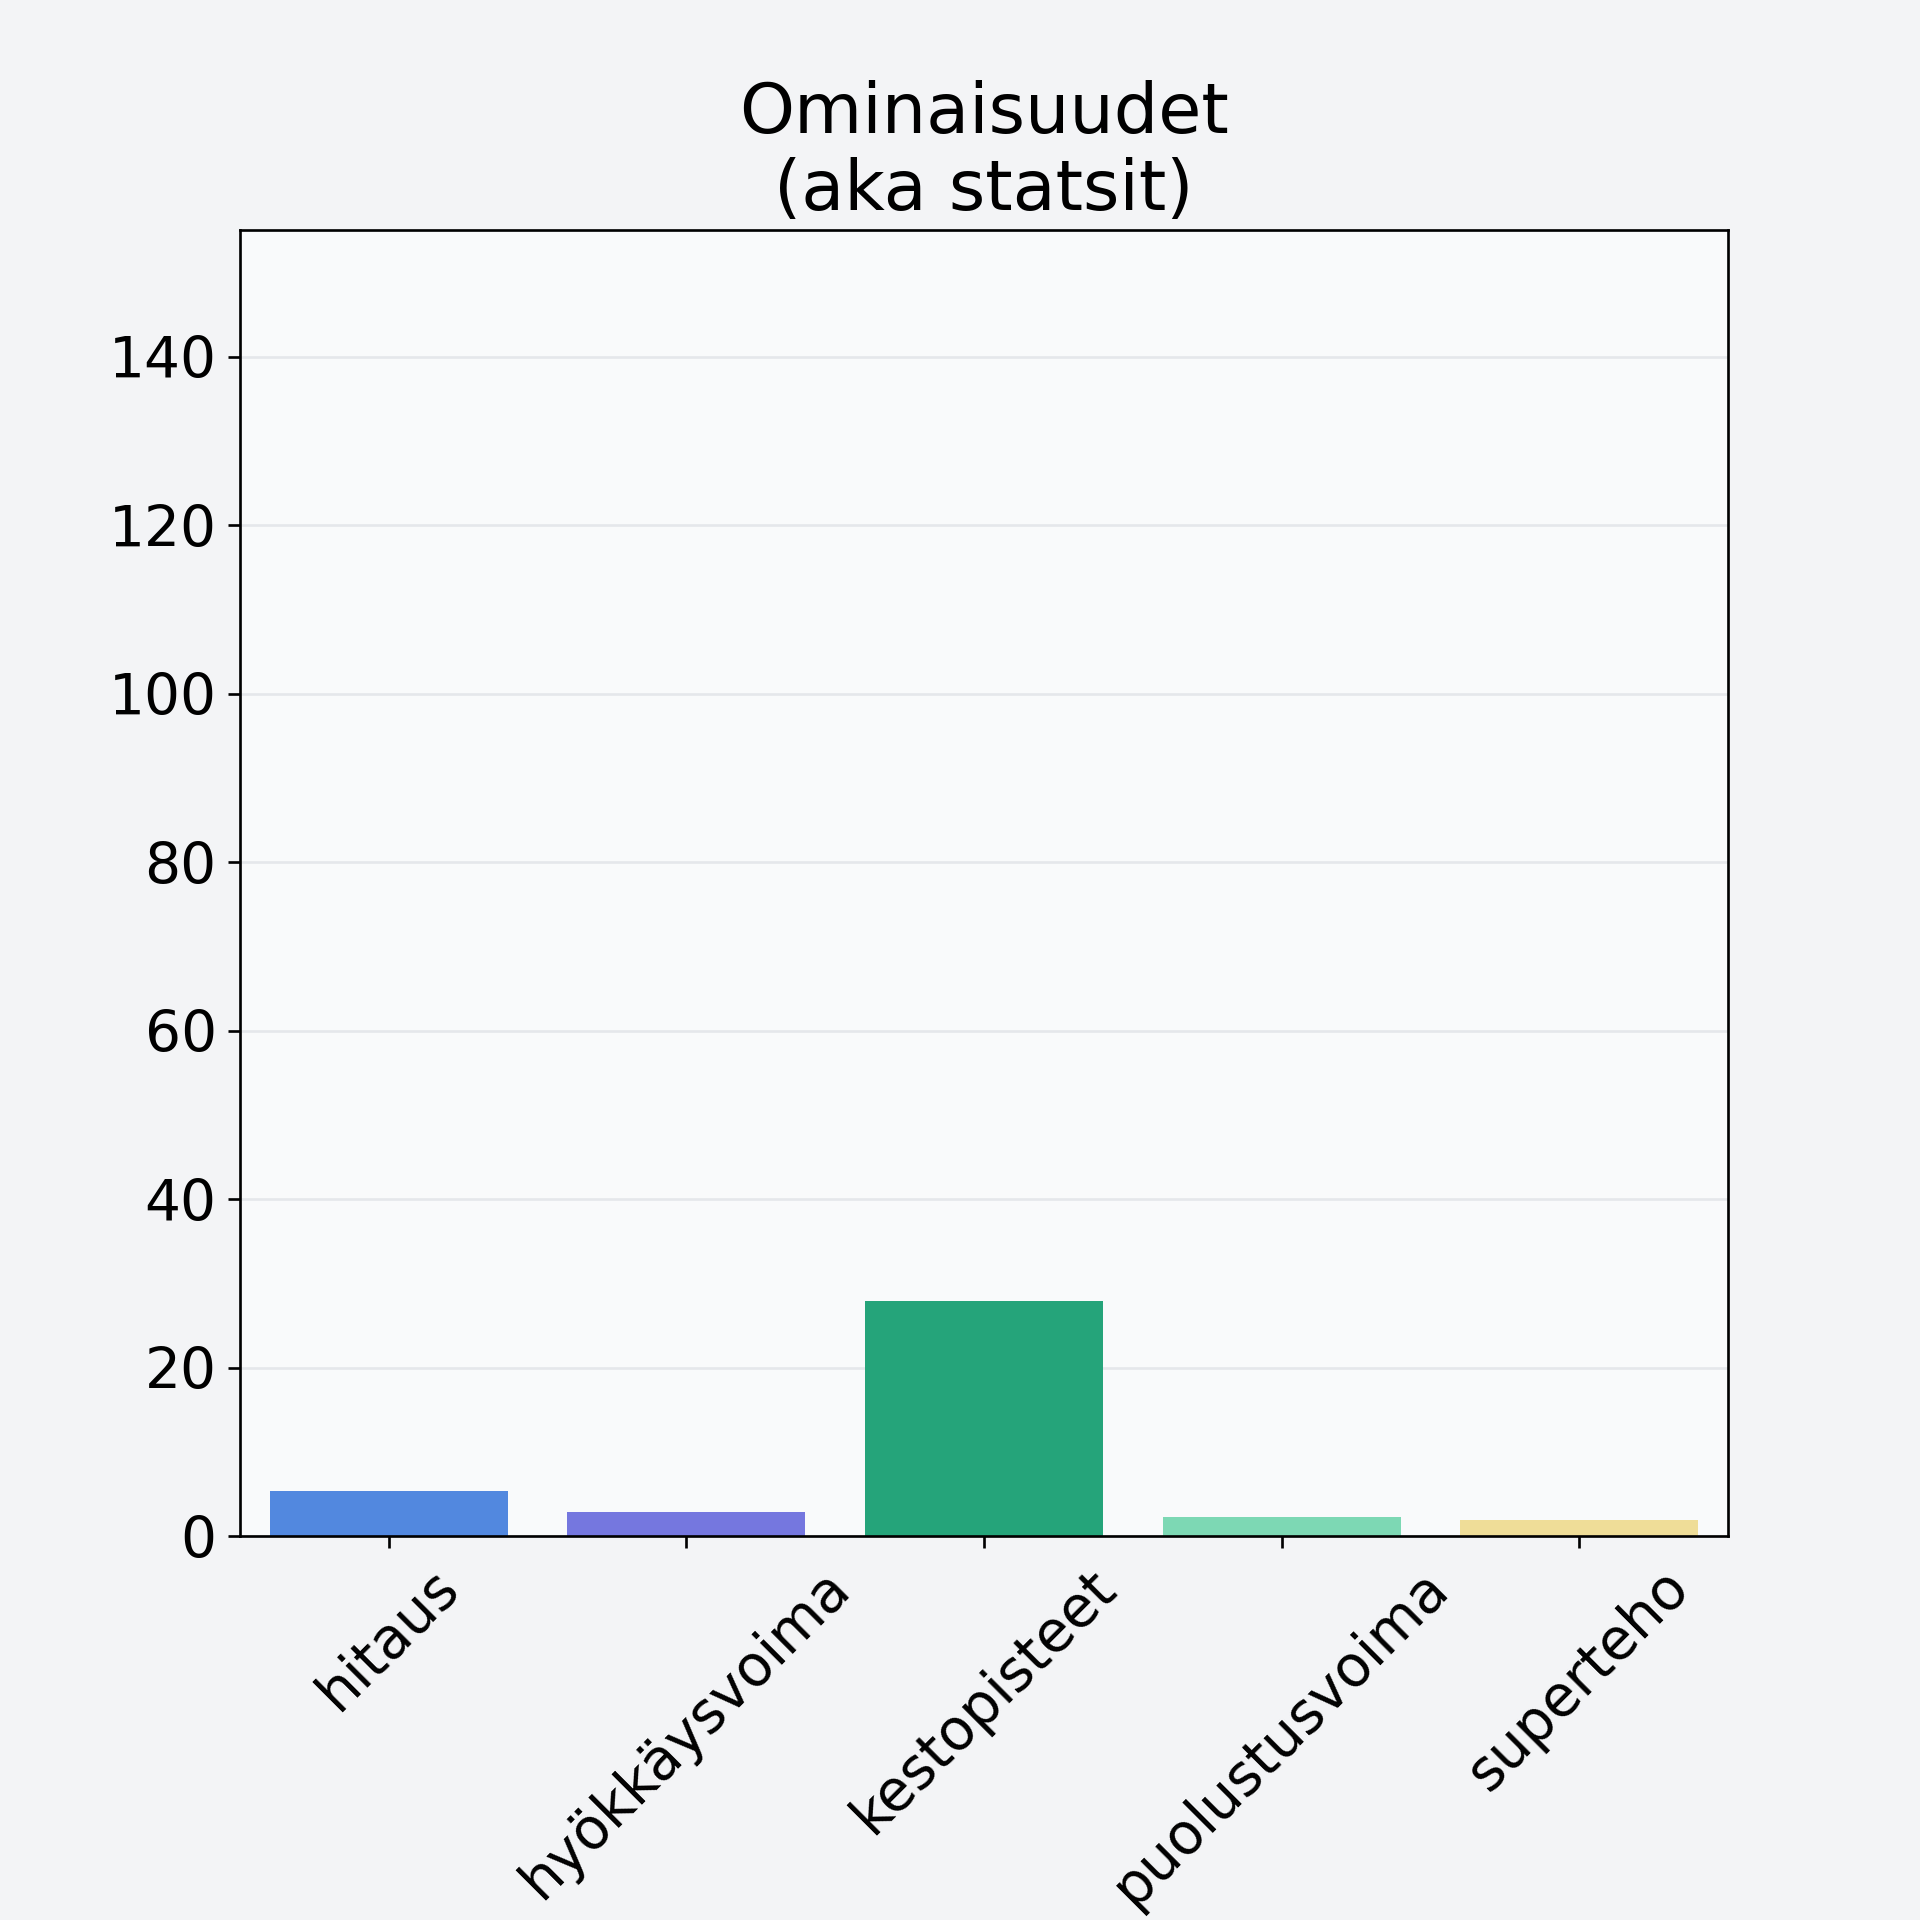 Ominaisuudet
(aka statsit)
140
120
100
80
60
40
20
0
hitaus
hyökkäysvoima
kestopisteet
puolustusvoima
superteho